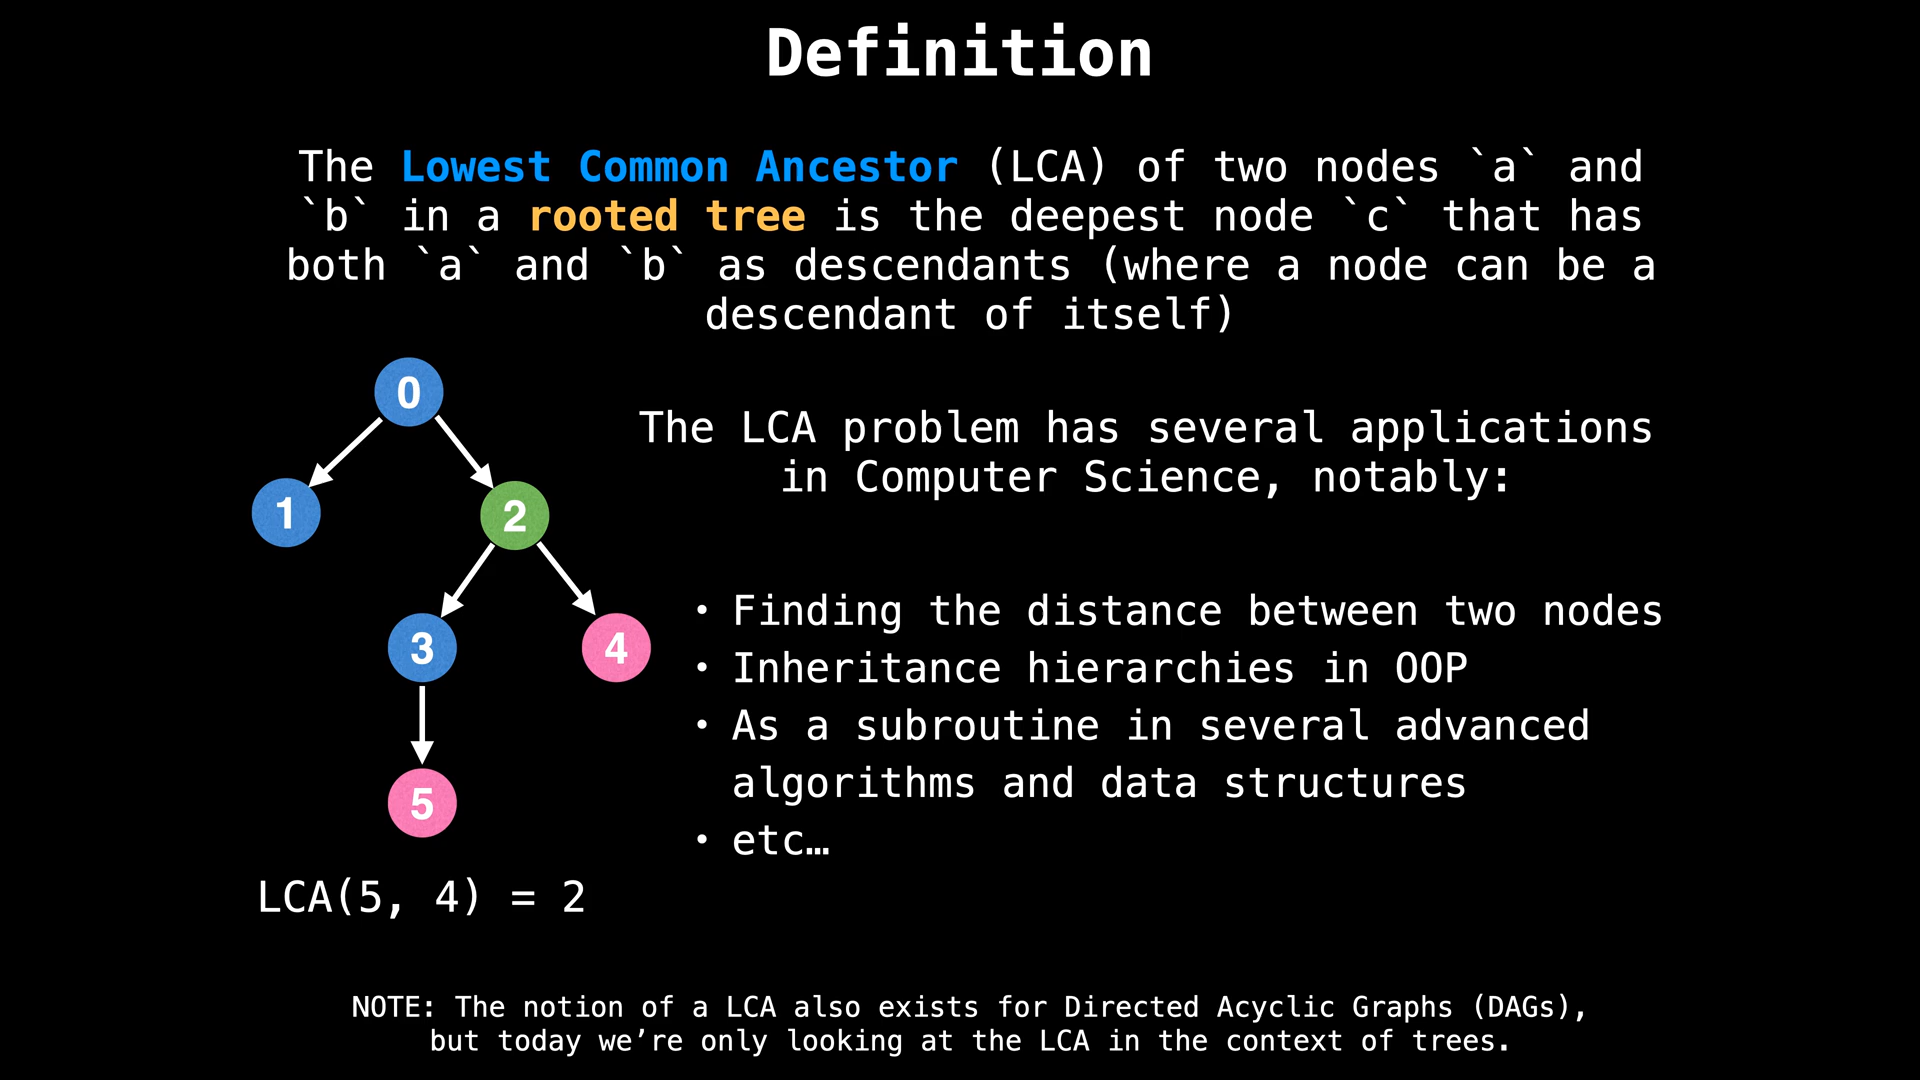 Definition
The Lowest Common Ancestor (LCA) of two nodes `a` and
`b` in a rooted tree is the deepest node `c` that has
both `a` and `b` as descendants (where a node can be a
descendant of itself)
0
1
2
3
4
5
LCA(5, 4) = 2
The LCA problem has several applications
in Computer Science, notably:
• Finding the distance between two nodes
• Inheritance hierarchies in OOP
• As a subroutine in several advanced
algorithms and data structures
• etc…
NOTE: The notion of a LCA also exists for Directed Acyclic Graphs (DAGs),
but today we’re only looking at the LCA in the context of trees.